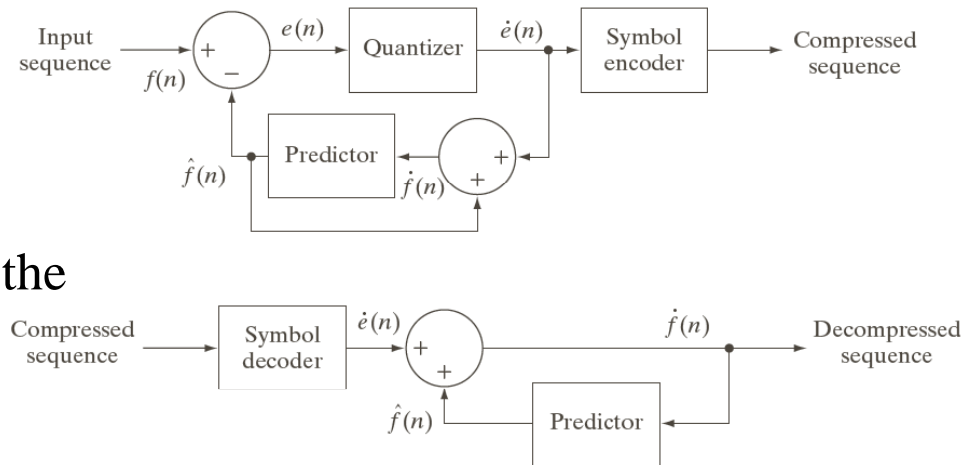 Input
sequence
f(n)
+
−
e(n)
Quantizer
ė(n)
Symbol
encoder
Compressed
sequence
f̂(n)
Predictor
ḟ(n)
+
+
the
Compressed
sequence
Symbol
decoder
ė(n)
+
+
ḟ(n)
Decompressed
sequence
f̂(n)
Predictor